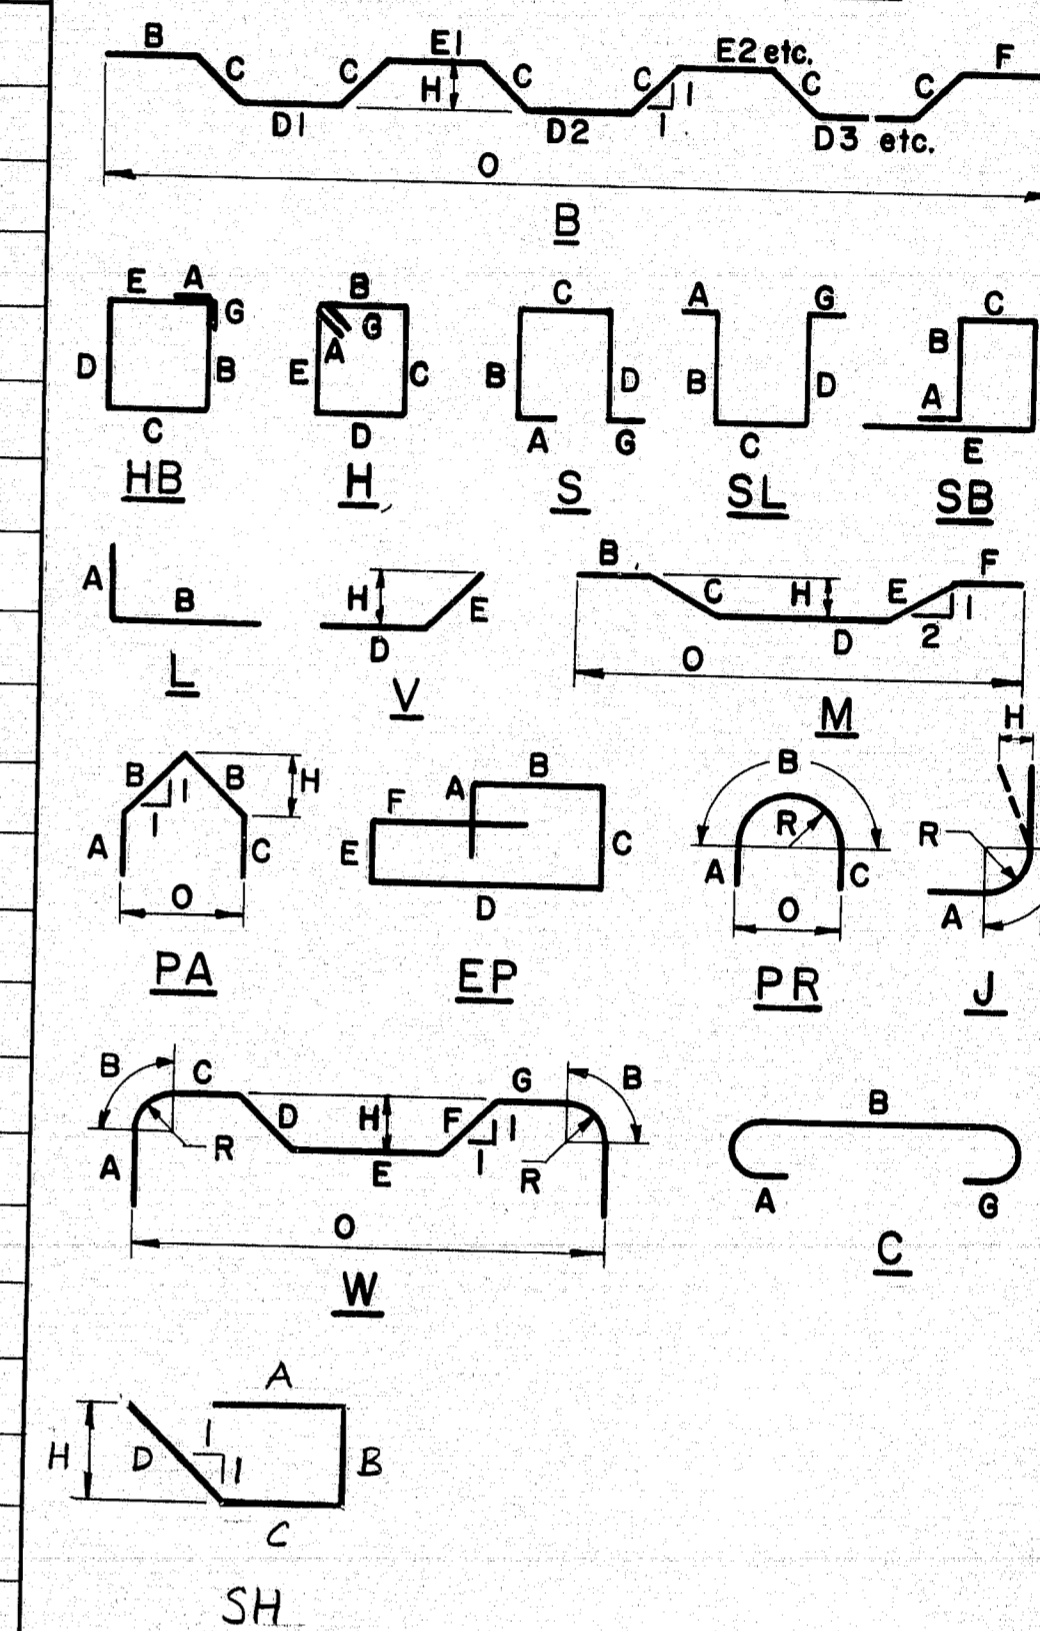 B C C E1 C C E2 etc. C C F
H 1
D1 D2 1 D3 etc.
O
B
E A B C A G C
G G B
D B A E C B D B D A
C D A G C E
HB H S SL SB
A B H E B C H E F
D D 2 1
O
L V M
H
B B H B A B
1 F R R
1
A C E C A C A
O D O
PA EP PR J
B C G B
D H F 1 B
A R E 1 R
A G
O
C
W
A
H D 1 B
1
C
SH